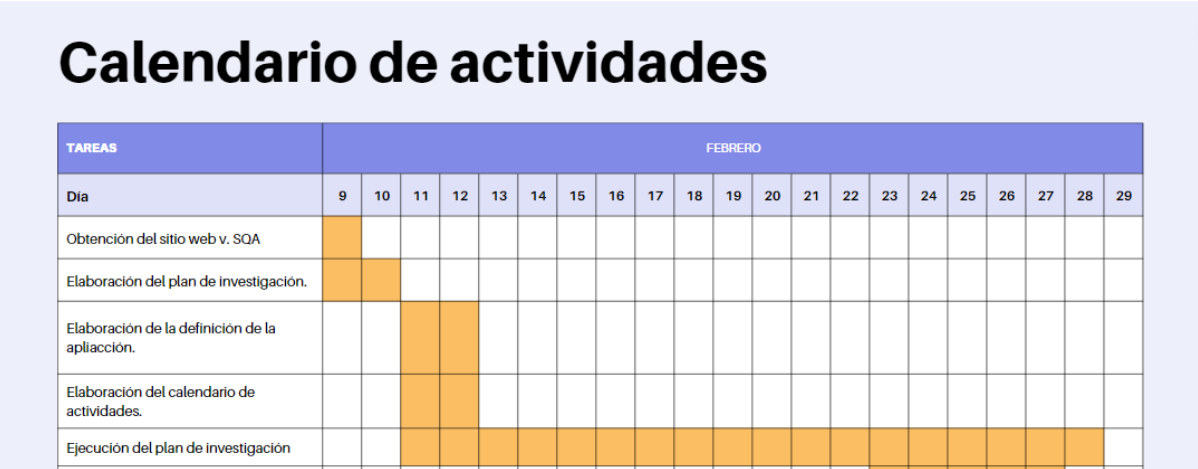 Calendario de actividades
TAREAS FEBRERO
Día 9 10 11 12 13 14 15 16 17 18 19 20 21 22 23 24 25 26 27 28 29
Obtención del sitio web v. SQA
Elaboración del plan de investigación.
Elaboración de la definición de la
apliacción.
Elaboración del calendario de
actividades.
Ejecución del plan de investigación